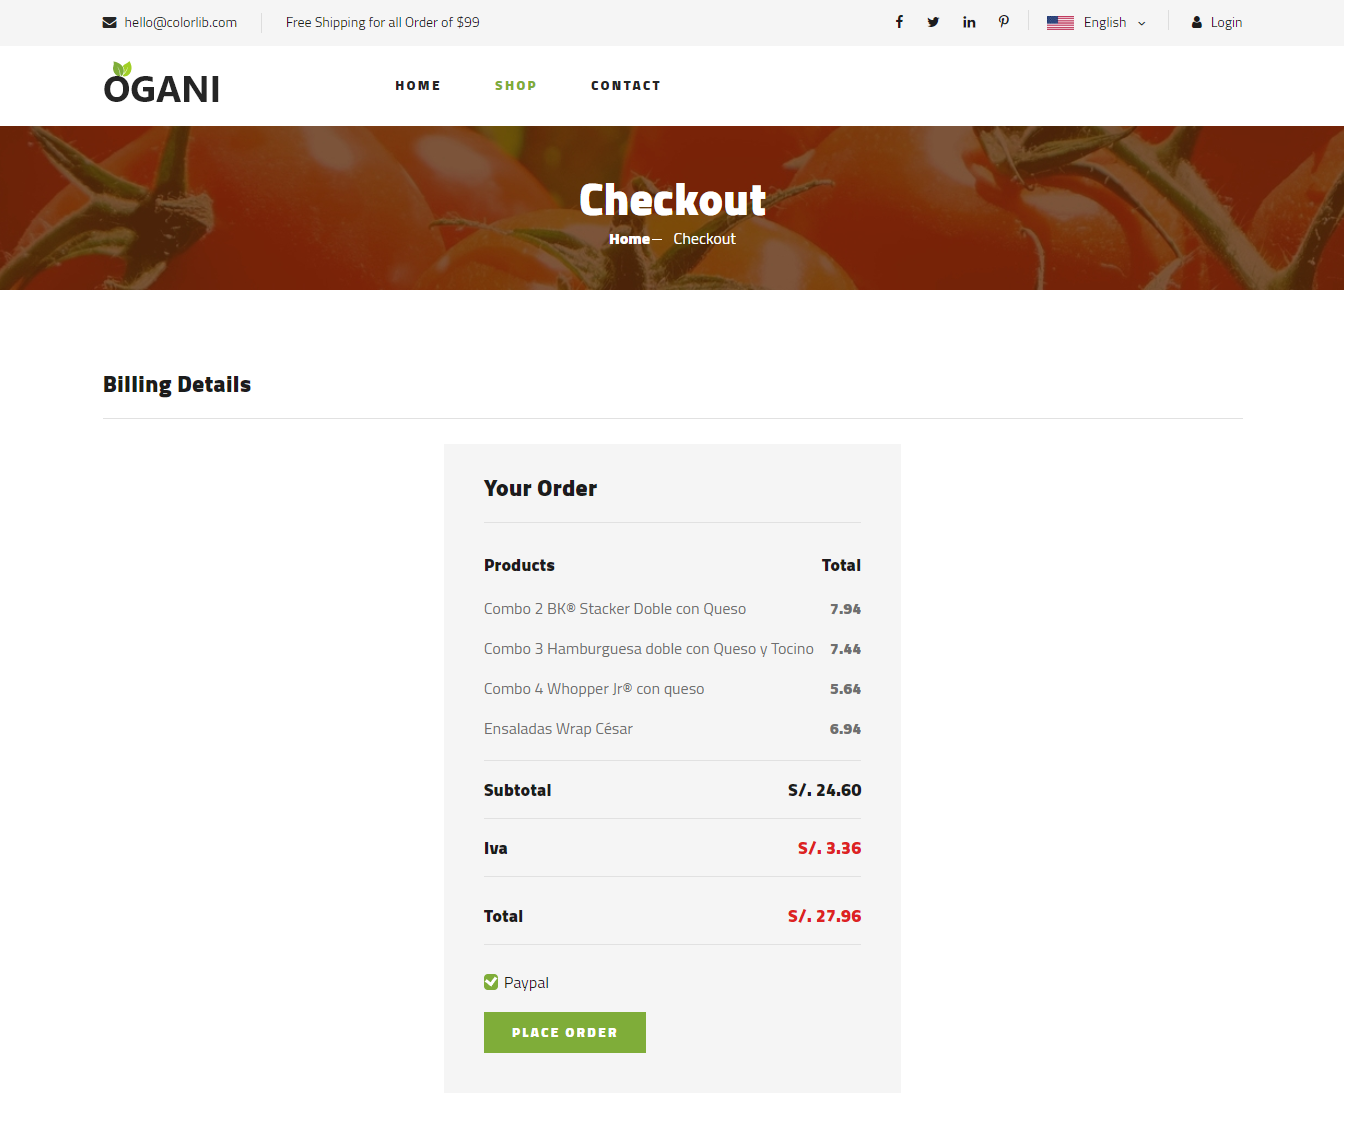 hello@colorlib.com Free Shipping for all Order of $99 English Login
OGANI HOME SHOP CONTACT
Checkout
Home Checkout
Billing Details
Your Order
Products Total
Combo 2 BK® Stacker Doble con Queso 7.94
Combo 3 Hamburguesa doble con Queso y Tocino 7.44
Combo 4 Whopper Jr® con queso 5.64
Ensaladas Wrap César 6.94
Subtotal S/. 24.60
Iva S/. 3.36
Total S/. 27.96
Paypal
PLACE ORDER